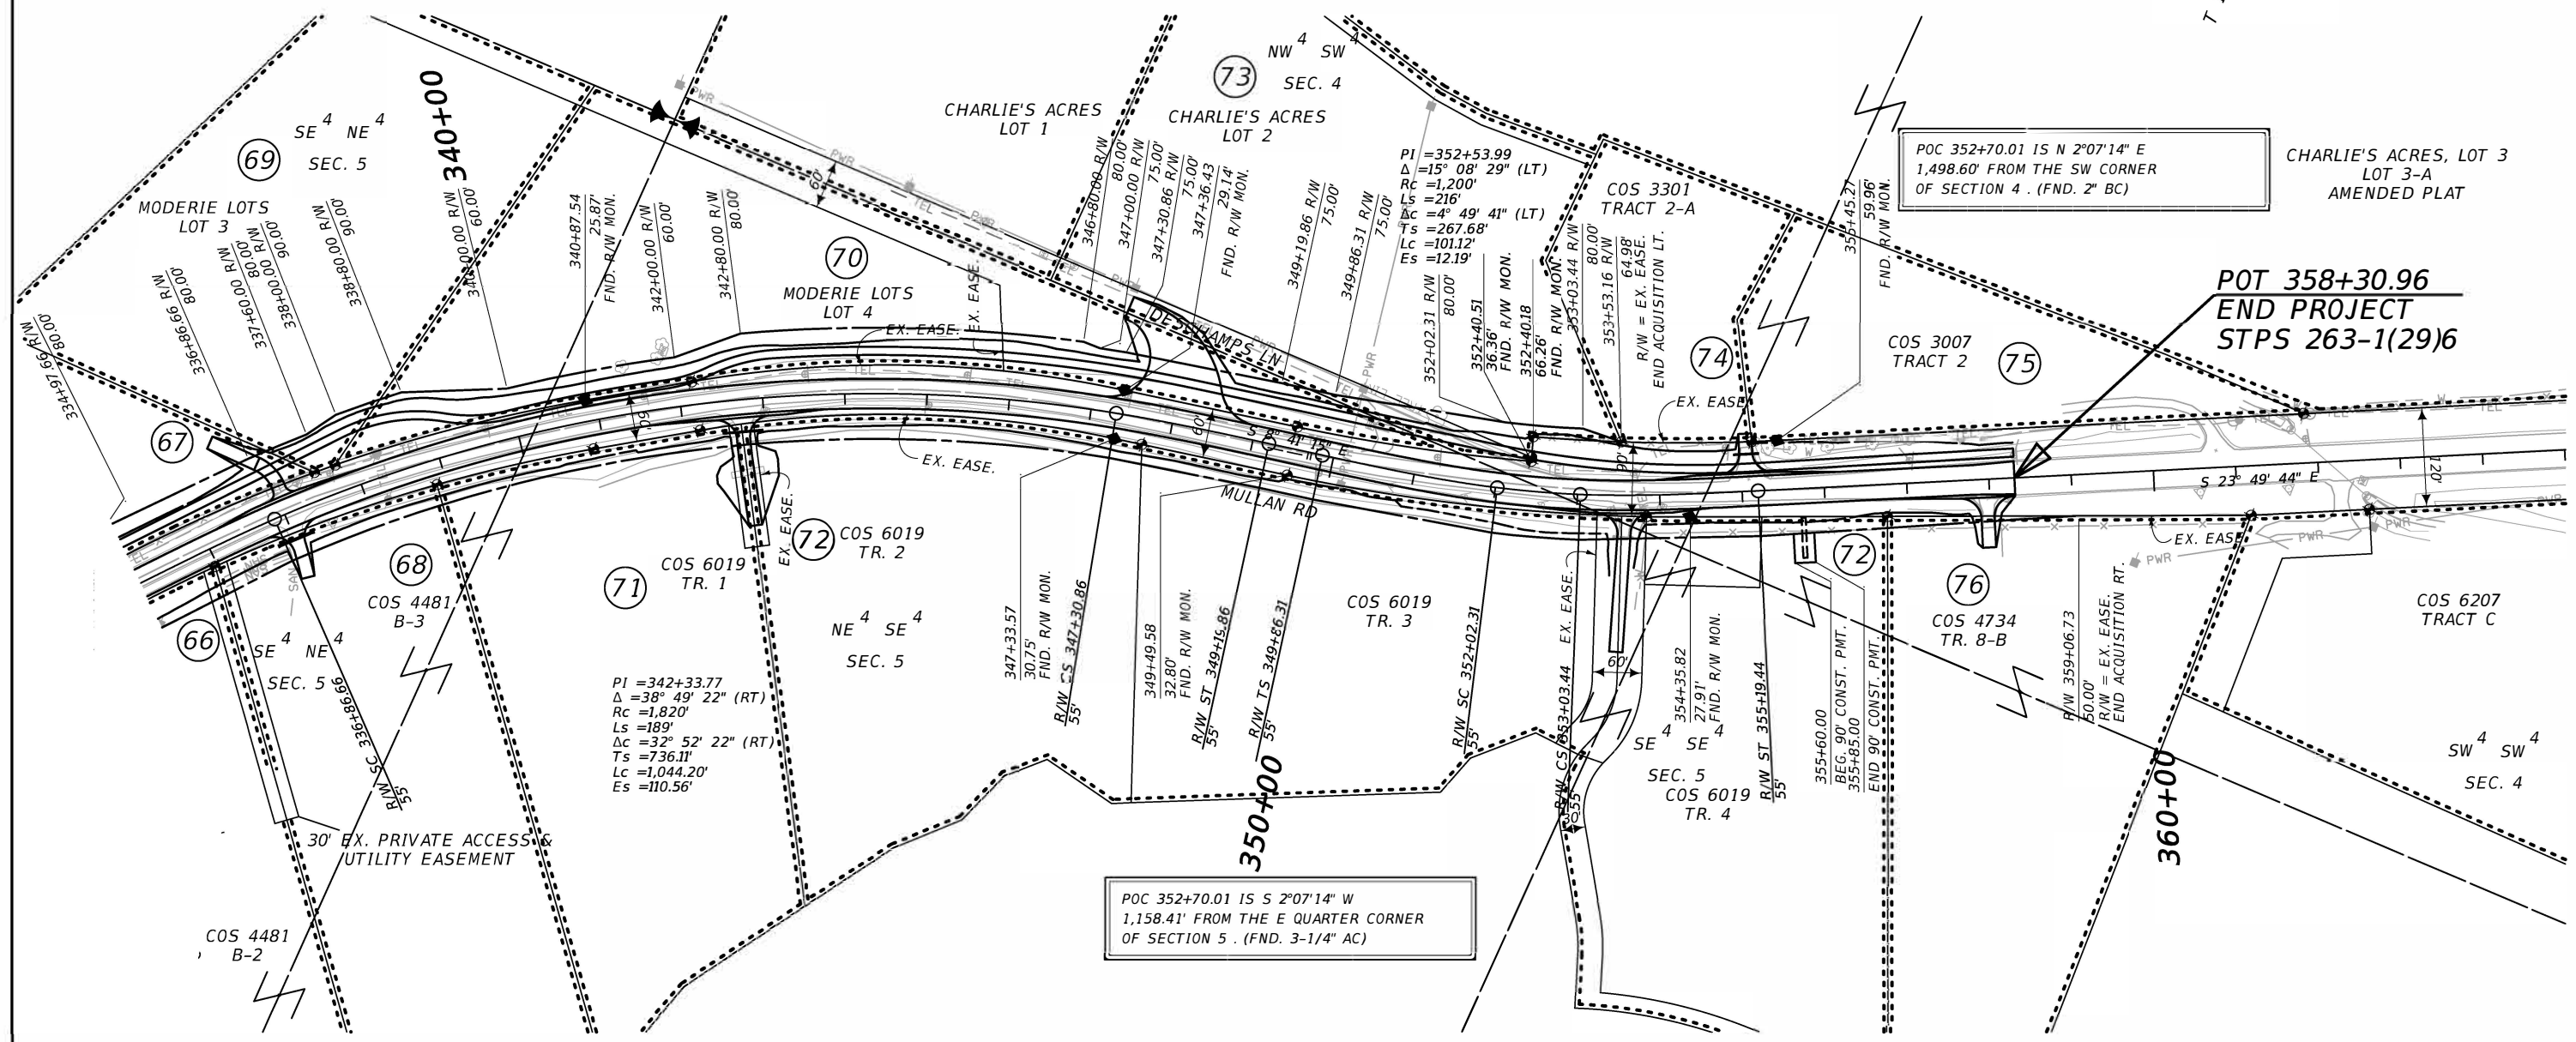 NW 4 SW 4
SEC. 4
73
CHARLIE'S ACRES
LOT 1
CHARLIE'S ACRES
LOT 2
SE 4 NE 4
SEC. 5
69
340+00
MODERIE LOTS
LOT 3
334+97.66 R/W
80.00'
336+86.66 R/W
80.00'
337+60.00 R/W
80.00'
338+00.00 R/W
90.00'
338+80.00 R/W
90.00'
340+00.00 R/W
60.00'
340+87.54
25.87'
FND. R/W MON.
342+00.00 R/W
60.00'
342+80.00 R/W
80.00'
70
MODERIE LOTS
LOT 4
EX. EASE.
EX. EASE.
60'
PWR
PWR
PWR
TEL
346+80.00 R/W
80.00'
347+00.00 R/W
75.00'
347+30.86 R/W
75.00'
347+36.43
29.14'
FND. R/W MON.
349+19.86 R/W
75.00'
349+86.31 R/W
75.00'
PI =352+53.99
Δ =15° 08' 29" (LT)
Rc =1,200'
Ls =216'
Δc =4° 49' 41" (LT)
Ts =267.68'
Lc =101.12'
Es =12.19'
352+02.31 R/W
80.00'
352+40.51
36.36'
FND. R/W MON.
352+40.18
66.26'
FND. R/W MON.
353+03.44 R/W
80.00'
353+53.16 R/W
64.98'
R/W = EX. EASE.
END ACQUISITION LT.
COS 3301
TRACT 2-A
74
EX. EASE.
355+45.27
59.96'
FND. R/W MON.
POC 352+70.01 IS N 2°07'14" E
1,498.60' FROM THE SW CORNER
OF SECTION 4 . (FND. 2" BC)
CHARLIE'S ACRES, LOT 3
LOT 3-A
AMENDED PLAT
COS 3007
TRACT 2
75
POT 358+30.96
END PROJECT
STPS 263-1(29)6
67
60'
DESCHAMPS LN
60'
S 8° 41' 15" E
MULLAN RD
EX. EASE.
90'
S 23° 49' 44" E
120'
66
68
COS 4481
B-3
SE 4 NE 4
SEC. 5
R/W SC 336+86.66
55'
30' EX. PRIVATE ACCESS &
UTILITY EASEMENT
COS 4481
B-2
71
COS 6019
TR. 1
EX. EASE.
72
COS 6019
TR. 2
NE 4 SE 4
SEC. 5
PI =342+33.77
Δ =38° 49' 22" (RT)
Rc =1,820'
Ls =189'
Δc =32° 52' 22" (RT)
Ts =736.11'
Lc =1,044.20'
Es =110.56'
347+33.57
30.75'
FND. R/W MON.
R/W CS 347+30.86
55'
349+49.58
32.80'
FND. R/W MON.
R/W ST 349+19.86
55'
R/W TS 349+86.31
55'
350+00
COS 6019
TR. 3
R/W SC 352+02.31
55'
EX. EASE.
R/W CS 353+03.44
55'
30'
60'
354+35.82
27.91'
FND. R/W MON.
SE 4 SE 4
SEC. 5
COS 6019
TR. 4
R/W ST 355+19.44
55'
355+60.00
BEG. 90' CONST. PMT.
355+85.00
END 90' CONST. PMT.
72
76
COS 4734
TR. 8-B
R/W 359+06.73
50.00'
R/W = EX. EASE.
END ACQUISITION RT.
EX. EASE.
PWR
PWR
PWR
360+00
COS 6207
TRACT C
SW 4 SW 4
SEC. 4
POC 352+70.01 IS S 2°07'14" W
1,158.41' FROM THE E QUARTER CORNER
OF SECTION 5 . (FND. 3-1/4" AC)